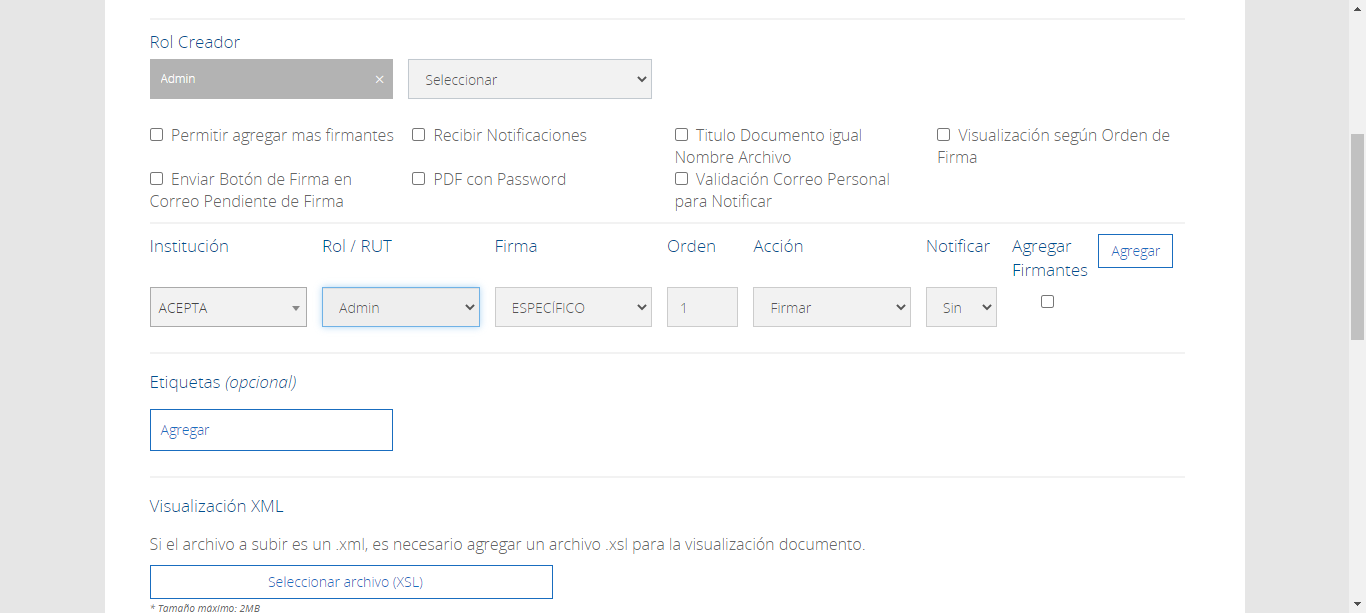 Rol Creador
Admin ×
Seleccionar
Permitir agregar mas firmantes
Recibir Notificaciones
Titulo Documento igual
Nombre Archivo
Visualización según Orden de
Firma
Enviar Botón de Firma en
Correo Pendiente de Firma
PDF con Password
Validación Correo Personal
para Notificar
Institución
Rol / RUT
Firma
Orden
Acción
Notificar
Agregar
Firmantes
Agregar
ACEPTA
Admin
ESPECÍFICO
1
Firmar
Sin
Etiquetas (opcional)
Agregar
Visualización XML
Si el archivo a subir es un .xml, es necesario agregar un archivo .xsl para la visualización documento.
Seleccionar archivo (XSL)
* Tamaño máximo: 2MB